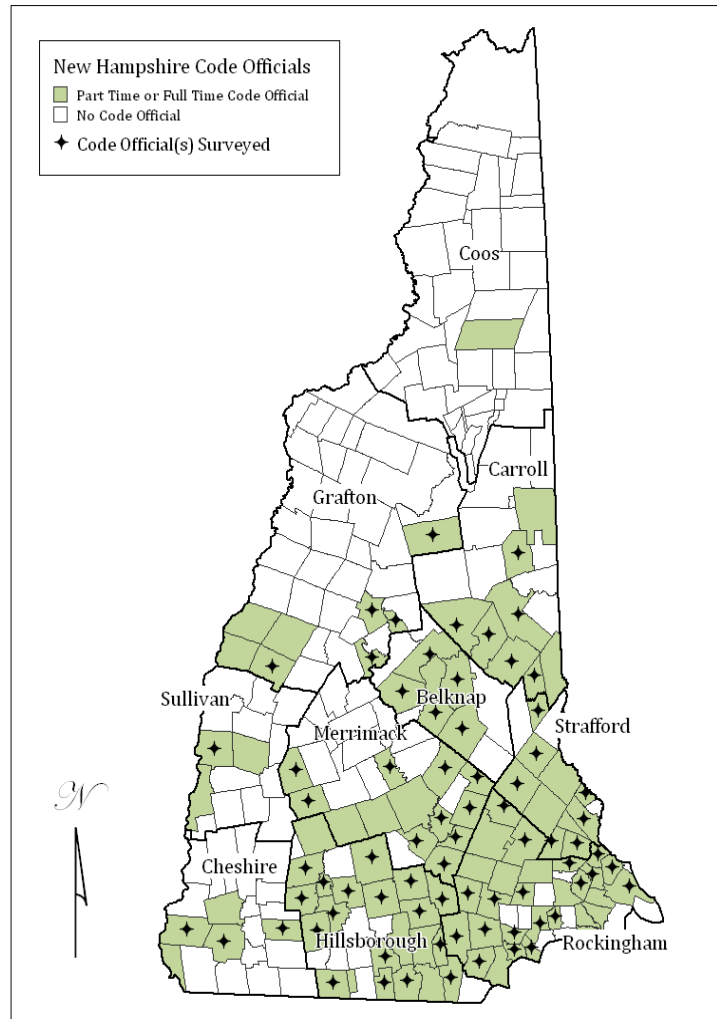 New Hampshire Code Officials
Part Time or Full Time Code Official
No Code Official
Code Official(s) Surveyed
Coos
Carroll
Grafton
Sullivan
Belknap
Merrimack
Strafford
N
Cheshire
Hillsborough
Rockingham